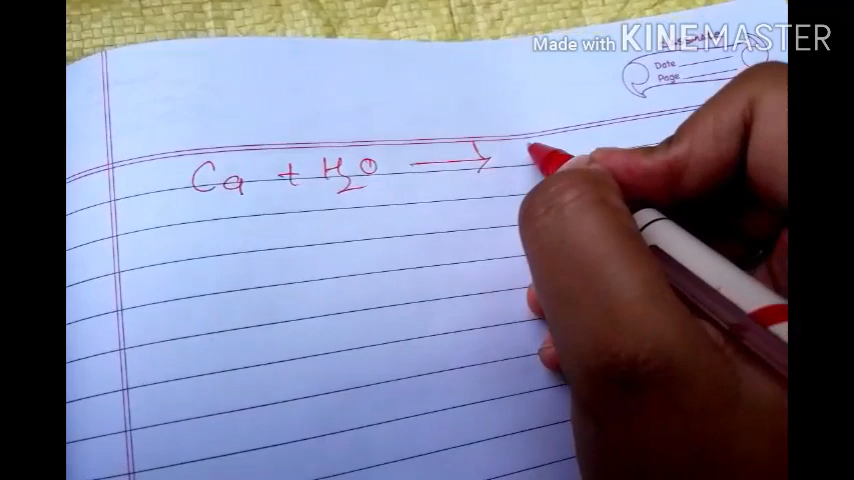 Made with KINEMASTER
Date
Page
Ca + H₂O →